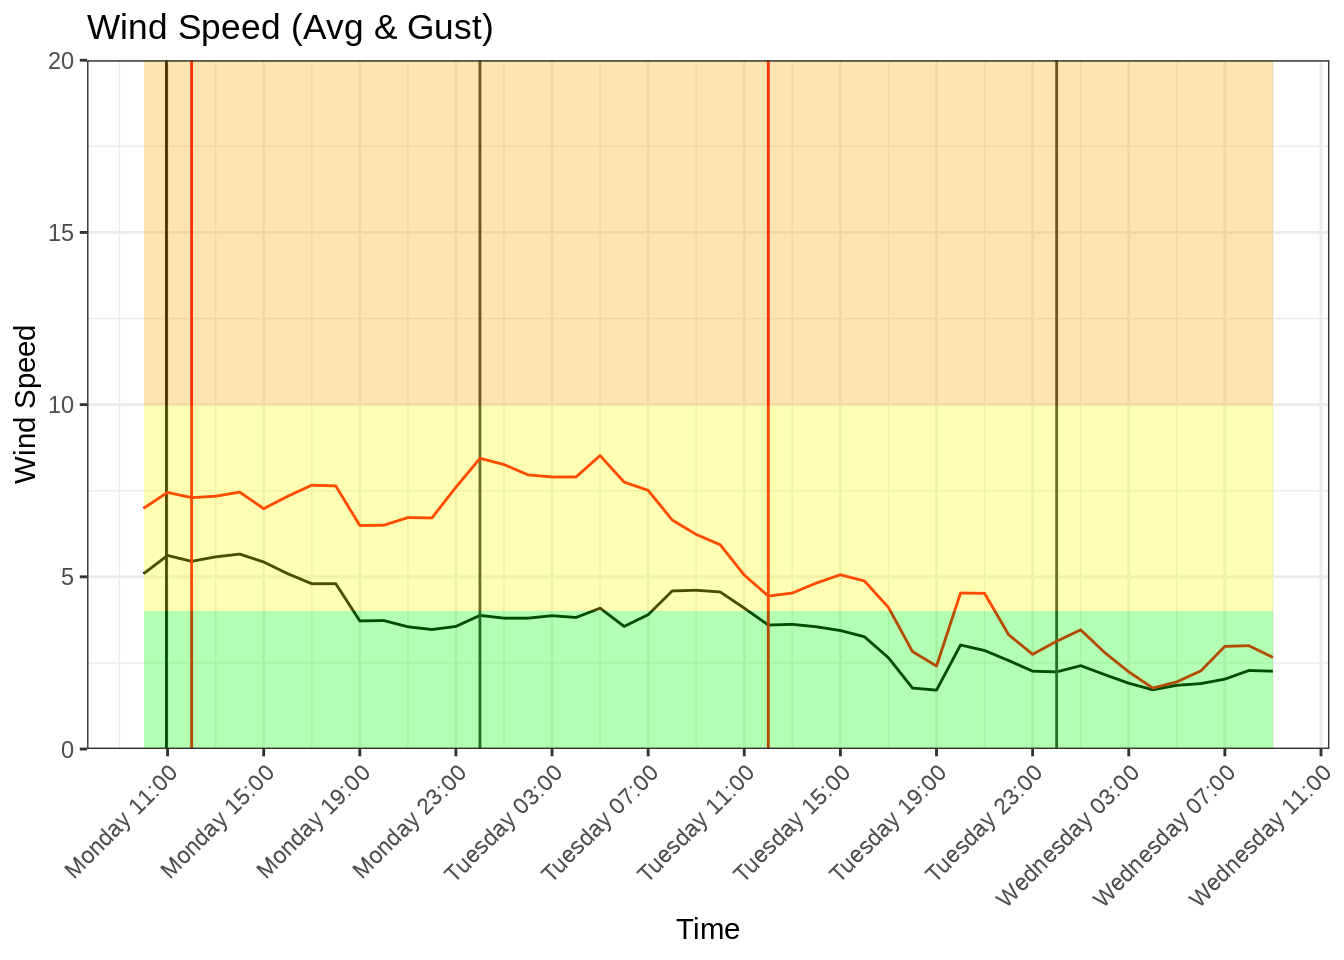 Wind Speed (Avg & Gust)
Wind Speed
20
15
10
5
0
Monday 11:00
Monday 15:00
Monday 19:00
Monday 23:00
Tuesday 03:00
Tuesday 07:00
Tuesday 11:00
Tuesday 15:00
Tuesday 19:00
Tuesday 23:00
Wednesday 03:00
Wednesday 07:00
Wednesday 11:00
Time